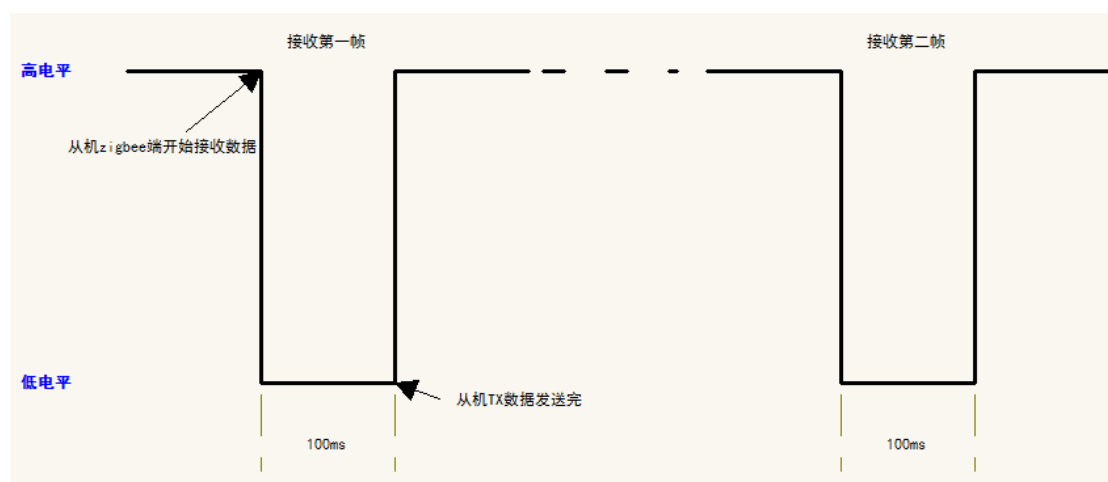 接收第一帧
接收第二帧
高电平
从机zigbee端开始接收数据
低电平
从机TX数据发送完
100ms
100ms